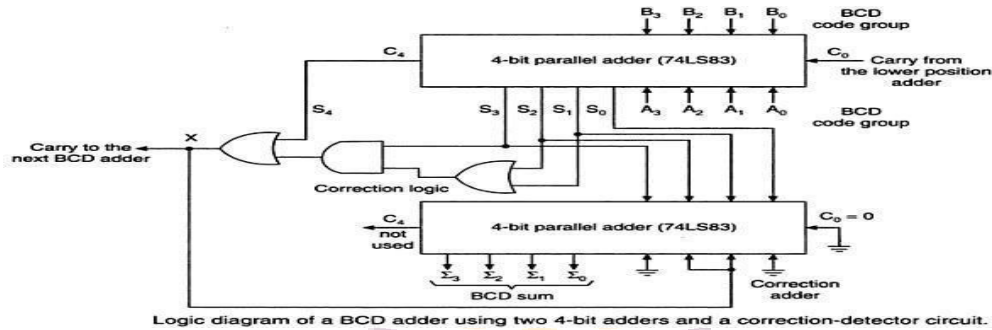 B₃ B₂ B₁ B₀
BCD
code group
C₄
4-bit parallel adder (74LS83)
C₀
Carry from
the lower position
adder
S₄
S₃ S₂ S₁ S₀
A₃ A₂ A₁ A₀
BCD
code group
X
Carry to the
next BCD adder
Correction logic
C₄
not
used
4-bit parallel adder (74LS83)
C₀ = 0
Σ₃ Σ₂ Σ₁ Σ₀
BCD sum
Correction
adder
Logic diagram of a BCD adder using two 4-bit adders and a correction-detector circuit.